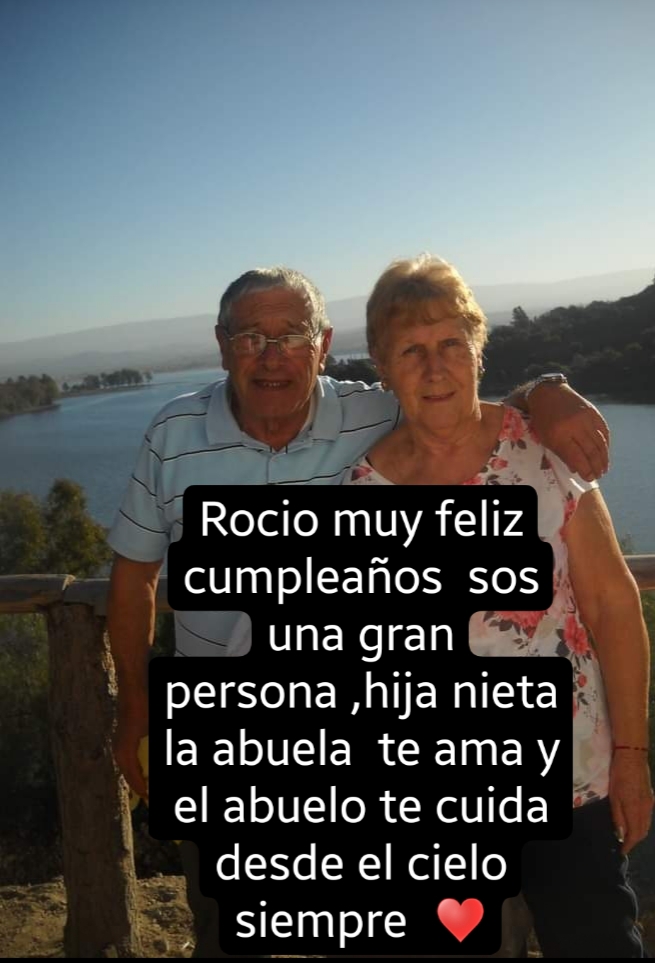 Rocio muy feliz
cumpleaños  sos
una gran
persona ,hija nieta
la abuela  te ama y
el abuelo te cuida
desde el cielo
siempre  ♥️